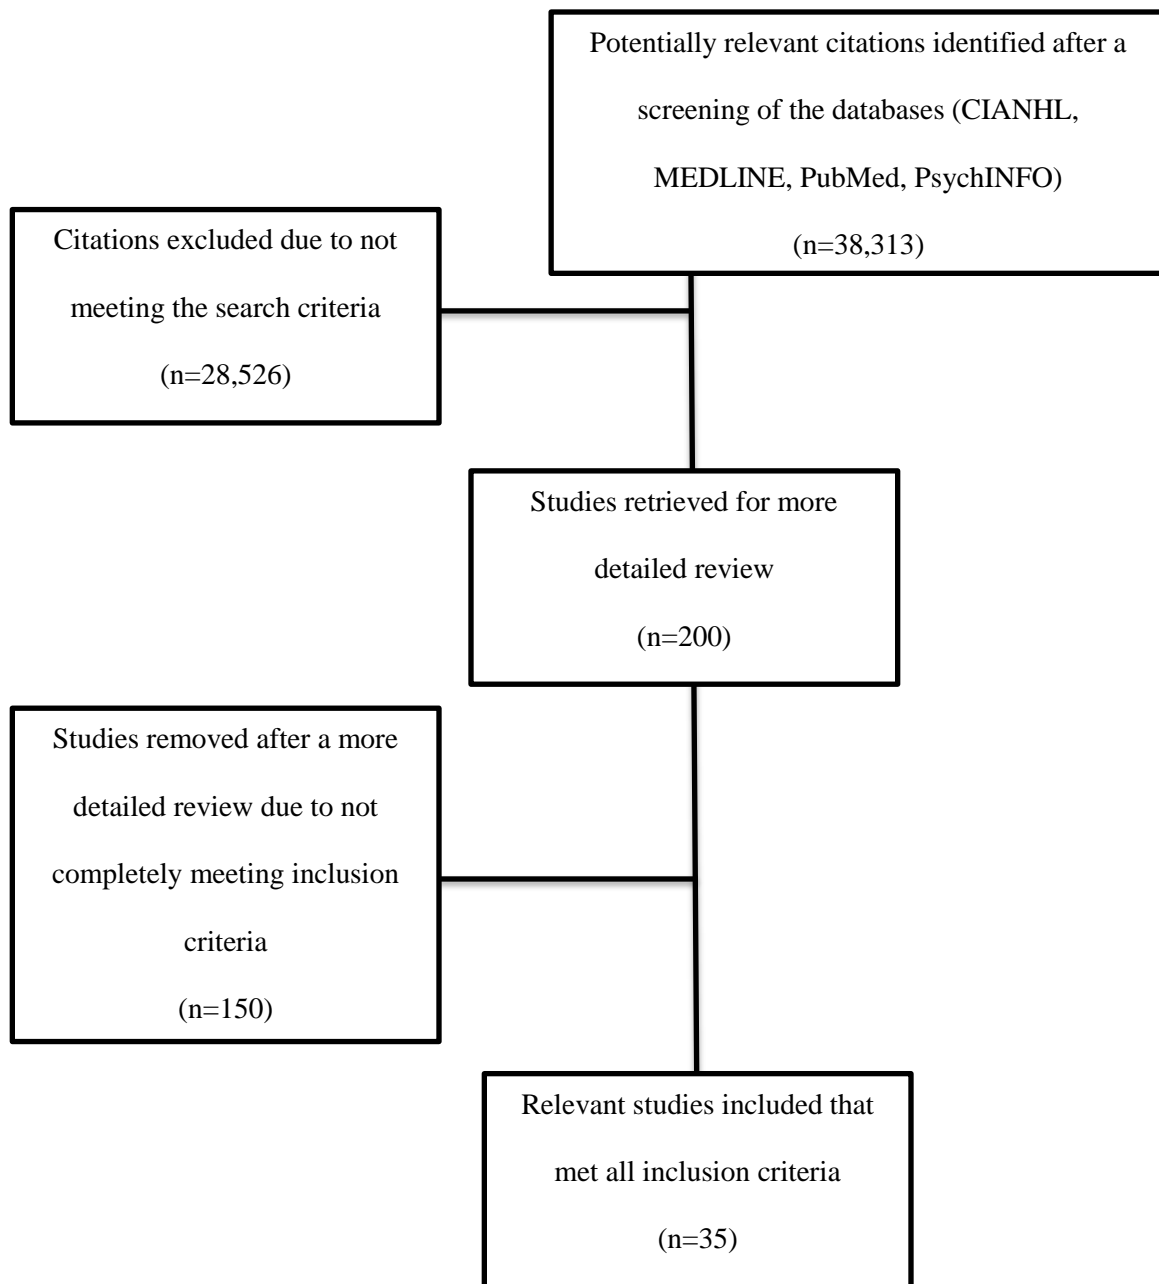 Potentially relevant citations identified after a
screening of the databases (CIANHL,
MEDLINE, PubMed, PsychINFO)
(n=38,313)
Citations excluded due to not
meeting the search criteria
(n=28,526)
Studies retrieved for more
detailed review
(n=200)
Studies removed after a more
detailed review due to not
completely meeting inclusion
criteria
(n=150)
Relevant studies included that
met all inclusion criteria
(n=35)